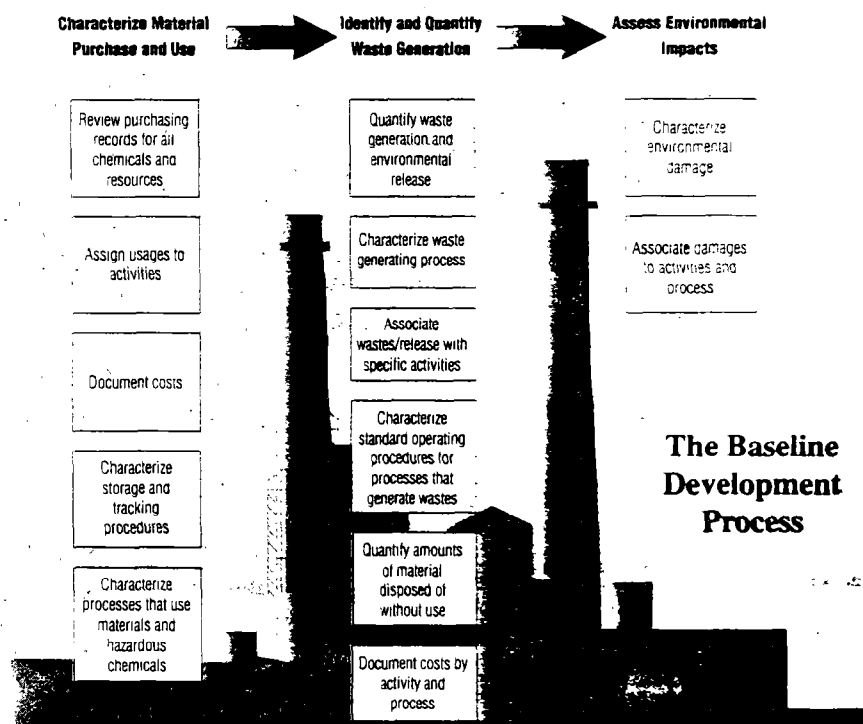 Characterize Material
Purchase and Use
Identify and Quantify
Waste Generation
Assess Environmental
Impacts
Review purchasing
records for all
chemicals and
resources
Assign usages to
activities
Document costs
Characterize
storage and
tracking
procedures
Characterize
processes that use
materials and
hazardous
chemicals
Quantify waste
generation and
environmental
release
Characterize waste
generating process
Associate
wastes/release with
specific activities
Characterize
standard operating
procedures for
processes that
generate wastes
Quantify amounts
of material
disposed of
without use
Document costs by
activity and
process
Characterize
environmental
damage
Associate damages
to activities and
process
The Baseline
Development
Process